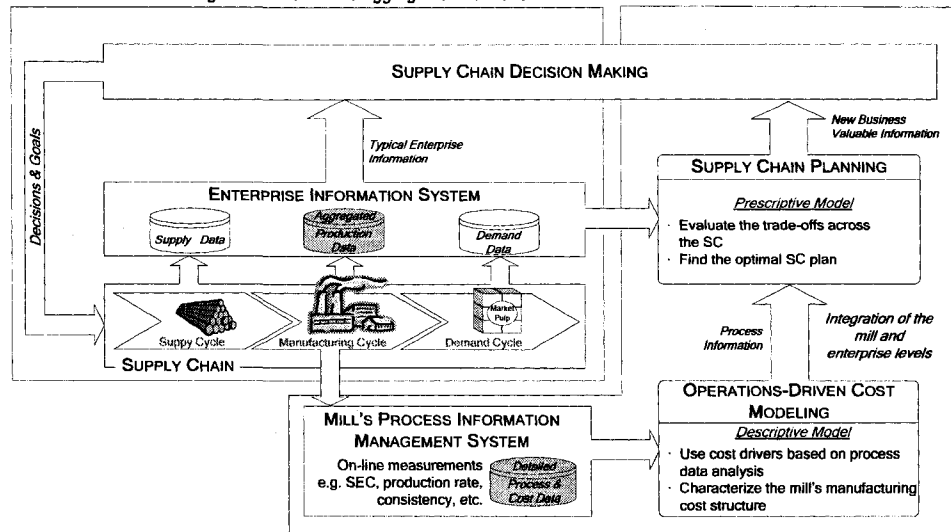 SUPPLY CHAIN DECISION MAKING
Decisions & Goals
Typical Enterprise
Information
New Business
Valuable Information
ENTERPRISE INFORMATION SYSTEM
Supply Data
Aggregated
Production
Data
Demand
Data
SUPPLY CHAIN PLANNING
Prescriptive Model
· Evaluate the trade-offs across
the SC
· Find the optimal SC plan
Supply Cycle
Manufacturing Cycle
Market
Pulp
Demand Cycle
SUPPLY CHAIN
Process
Information
Integration of the
mill and
enterprise levels
MILL'S PROCESS INFORMATION
MANAGEMENT SYSTEM
On-line measurements
e.g. SEC, production rate,
consistency, etc.
Detailed
Process &
Cost Data
OPERATIONS-DRIVEN COST
MODELING
Descriptive Model
· Use cost drivers based on process
data analysis
· Characterize the mill's manufacturing
cost structure